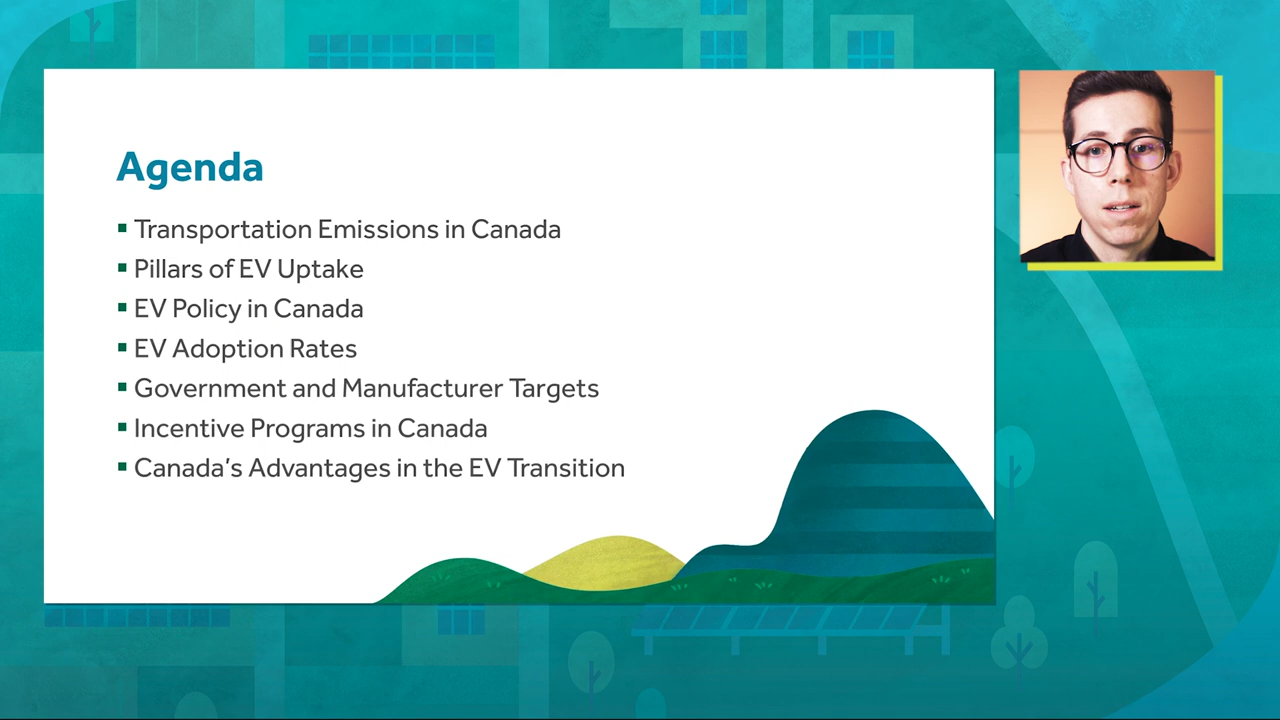 Agenda
Transportation Emissions in Canada
Pillars of EV Uptake
EV Policy in Canada
EV Adoption Rates
Government and Manufacturer Targets
Incentive Programs in Canada
Canada's Advantages in the EV Transition